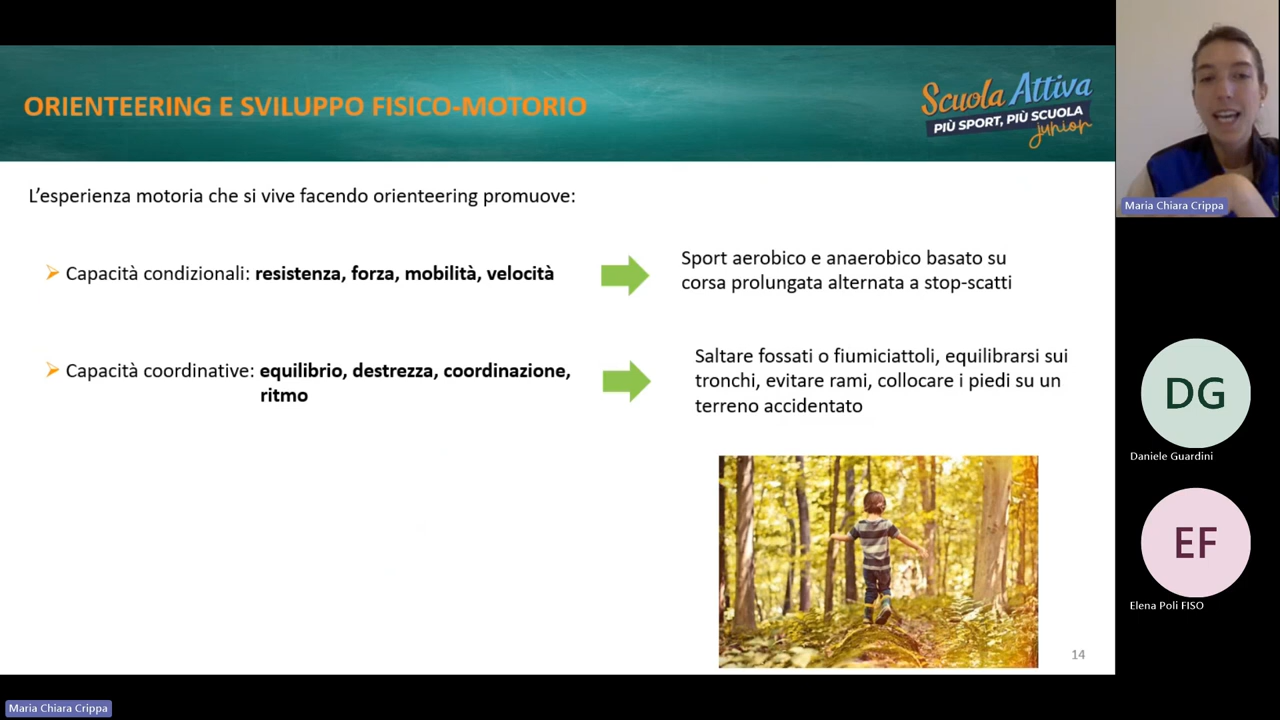 ORIENTEERING E SVILUPPO FISICO-MOTORIO
Scuola Attiva
PIÙ SPORT, PIÙ SCUOLA
junior
L'esperienza motoria che si vive facendo orienteering promuove:
Capacità condizionali: resistenza, forza, mobilità, velocità
Sport aerobico e anaerobico basato su
corsa prolungata alternata a stop-scatti
Capacità coordinative: equilibrio, destrezza, coordinazione,
ritmo
Saltare fossati o fiumiciattoli, equilibrarsi sui
tronchi, evitare rami, collocare i piedi su un
terreno accidentato
14
Maria Chiara Crippa
DG
Daniele Guardini
EF
Elena Poli FISO
Maria Chiara Crippa